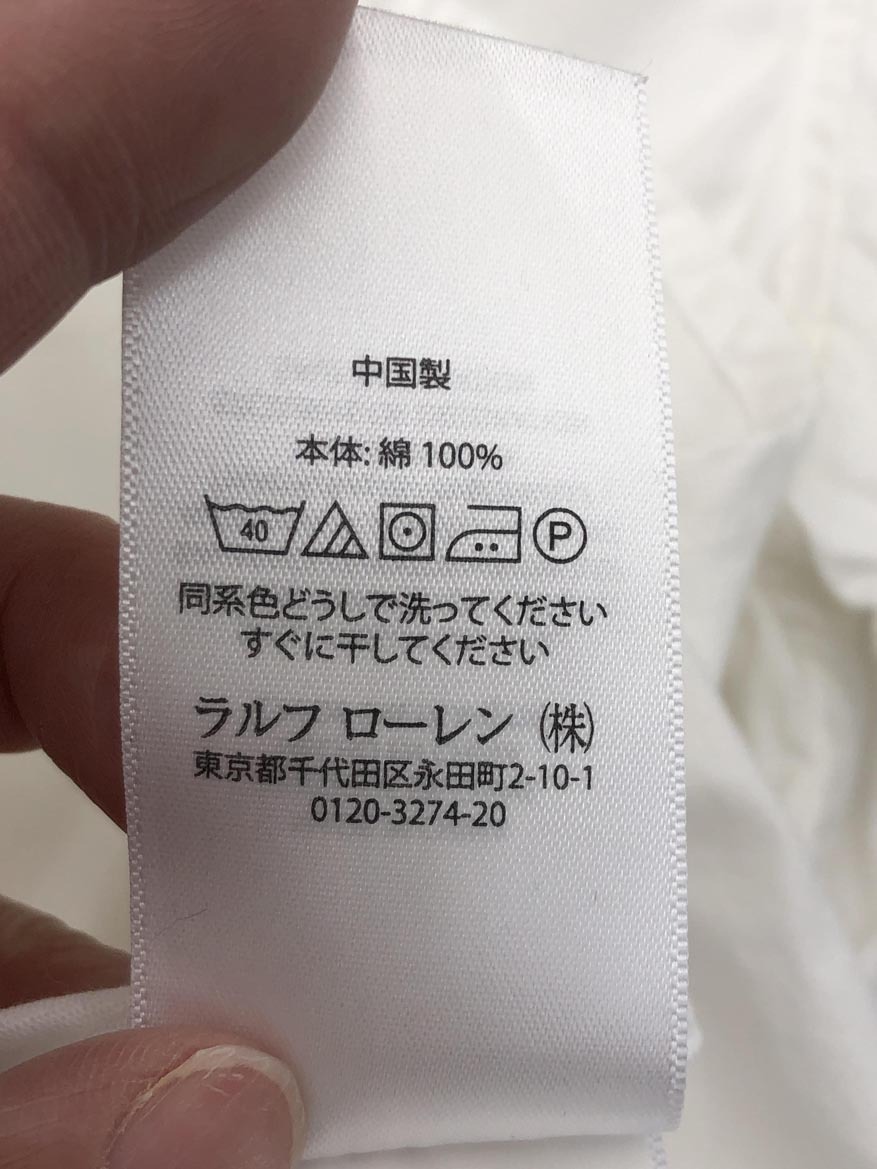 中国製
本体: 綿 100%
40 P
同系色どうしで洗ってください
すぐに干してください
ラルフ ローレン (株)
東京都千代田区永田町2-10-1
0120-3274-20